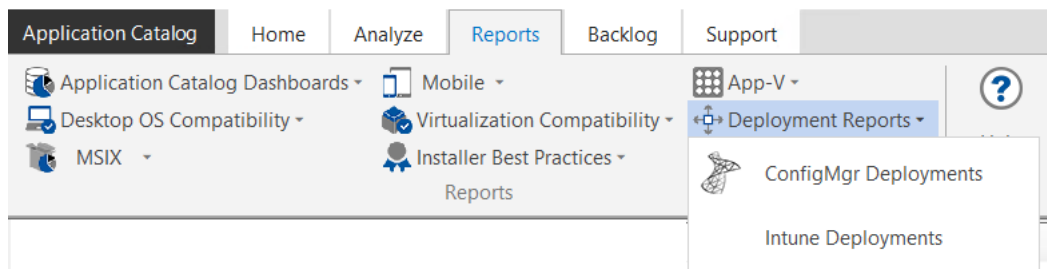 Application Catalog Home Analyze Reports Backlog Support
Application Catalog Dashboards Mobile App-V
Desktop OS Compatibility Virtualization Compatibility Deployment Reports
MSIX Installer Best Practices
Reports
ConfigMgr Deployments
Intune Deployments